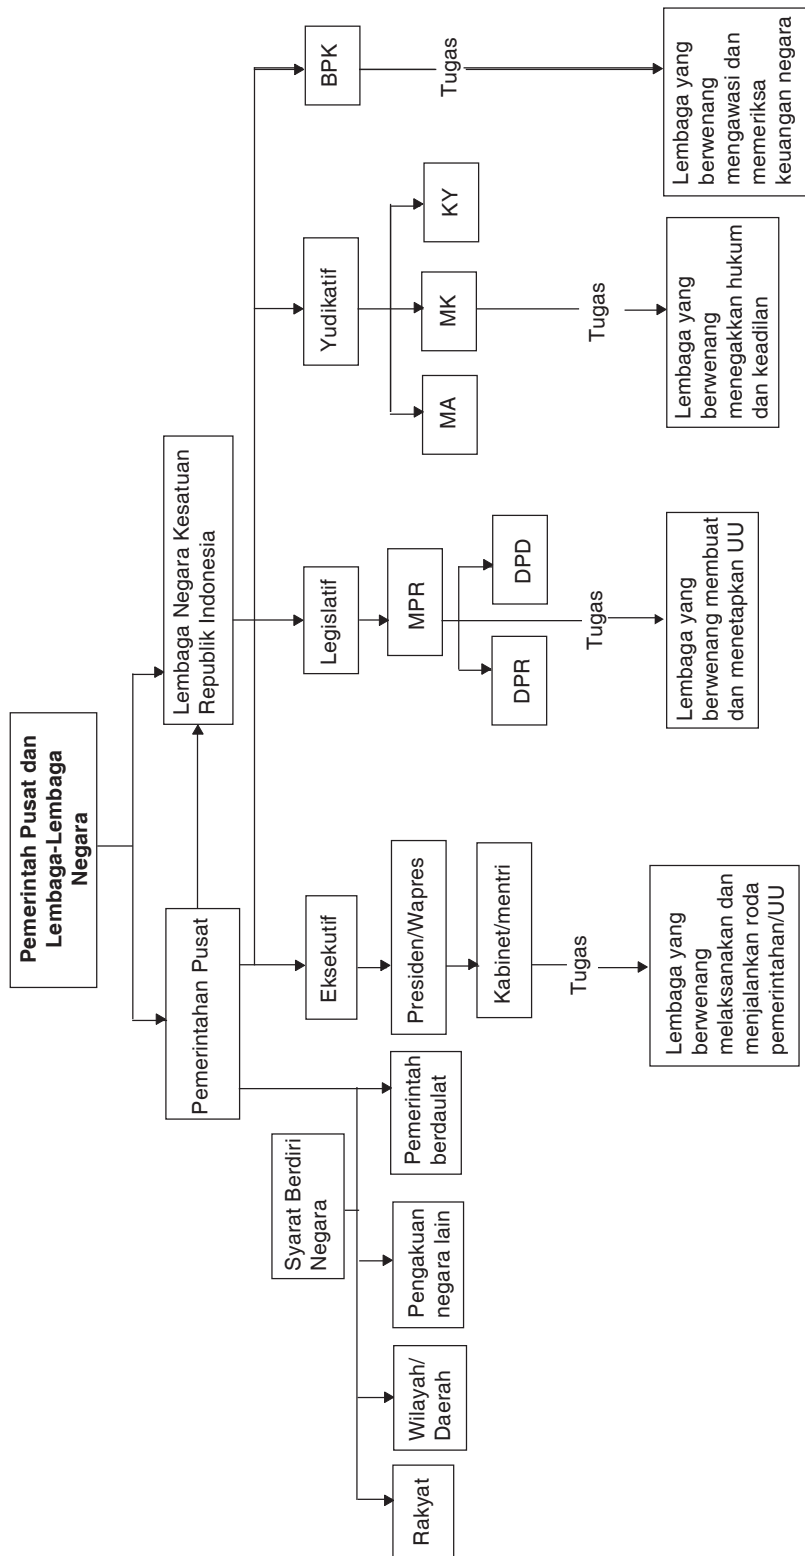 Pemerintah Pusat dan
Lembaga-Lembaga
Negara
Pemerintahan Pusat
Lembaga Negara Kesatuan
Republik Indonesia
Syarat Berdiri
Negara
Rakyat
Wilayah/
Daerah
Pengakuan
negara lain
Pemerintah
berdaulat
Eksekutif
Presiden/Wapres
Kabinet/mentri
Tugas
Lembaga yang
berwenang
melaksanakan dan
menjalankan roda
pemerintahan/UU
Legislatif
MPR
DPR
DPD
Tugas
Lembaga yang
berwenang membuat
dan menetapkan UU
Yudikatif
MA
MK
KY
Tugas
Lembaga yang
berwenang
menegakkan hukum
dan keadilan
BPK
Tugas
Lembaga yang
berwenang
mengawasi dan
memeriksa
keuangan negara